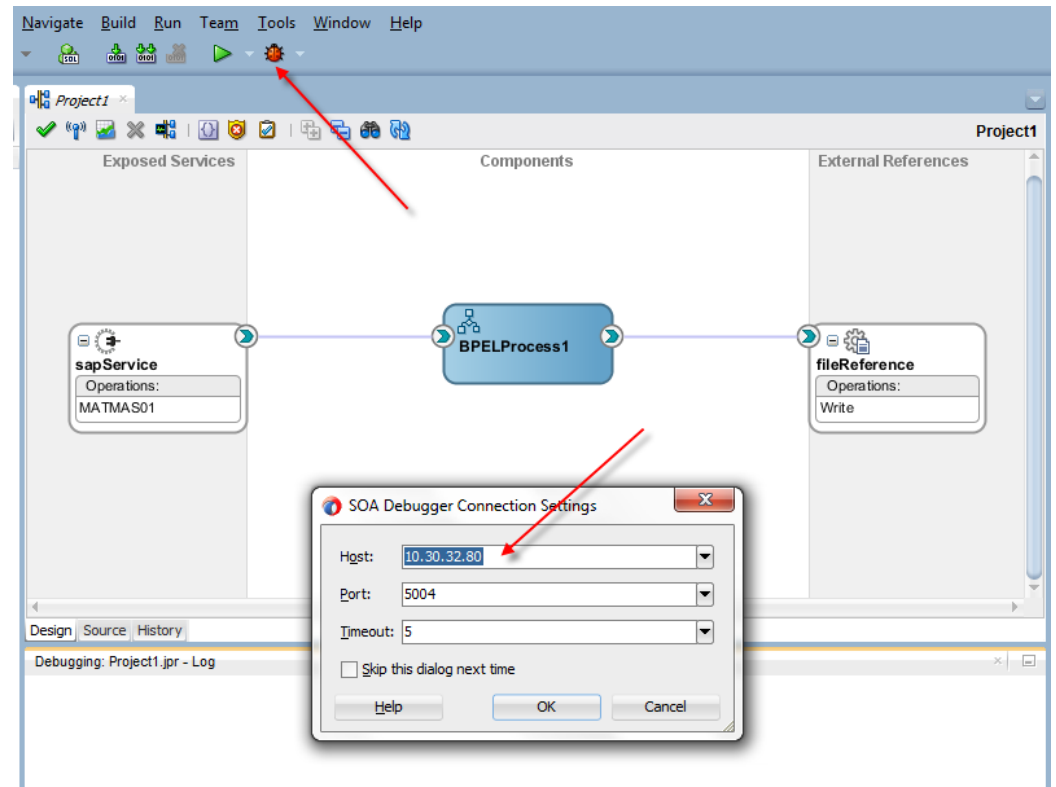 Navigate Build Run Team Tools Window Help
SQL
Project1
Project1
Exposed Services Components External References
BPELProcess1
sapService
Operations:
MATMAS01
fileReference
Operations:
Write
SOA Debugger Connection Settings
Host: 10.30.32.80
Port: 5004
Timeout: 5
Skip this dialog next time
Help OK Cancel
Design Source History
Debugging: Project1.jpr - Log